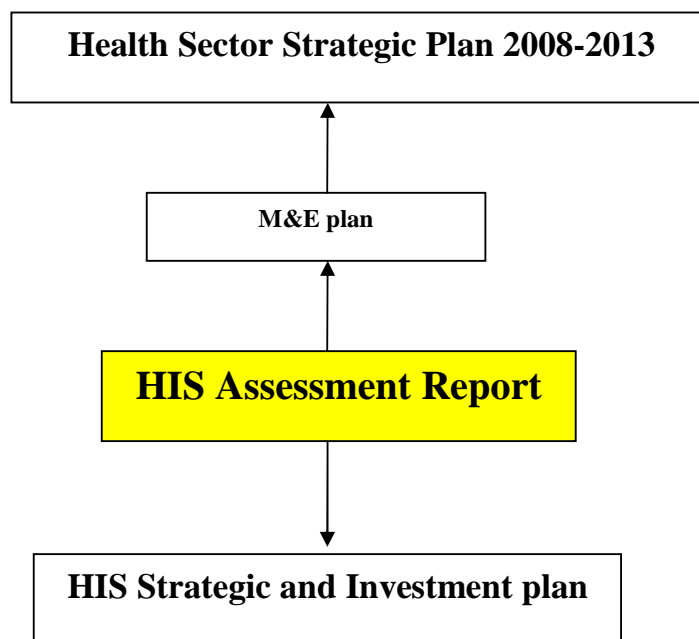 Health Sector Strategic Plan 2008-2013
M&E plan
HIS Assessment Report
HIS Strategic and Investment plan